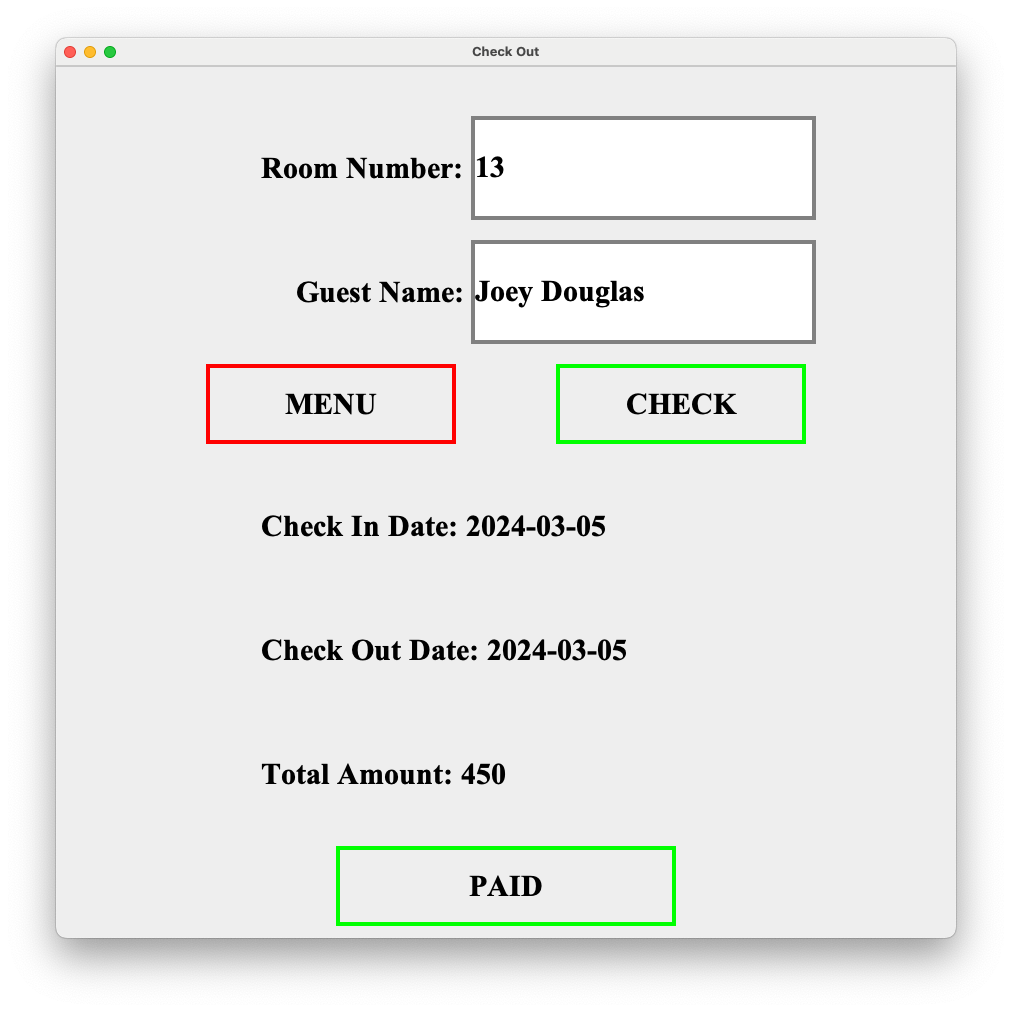 Check Out
Room Number: 13
Guest Name: Joey Douglas
MENU CHECK
Check In Date: 2024-03-05
Check Out Date: 2024-03-05
Total Amount: 450
PAID